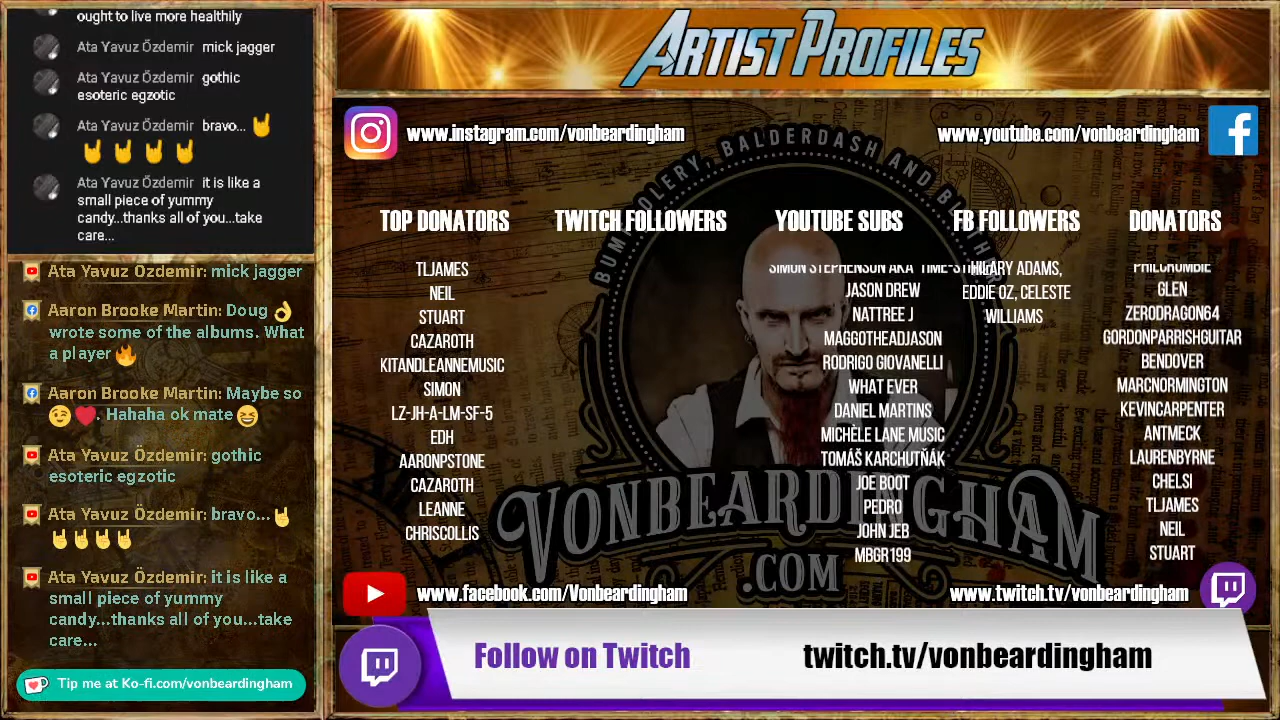 ought to live more healthily
Ata Yavuz Özdemir mick jagger
Ata Yavuz Özdemir gothic
esoteric egzotic
Ata Yavuz Özdemir bravo... 🤘
🤘 🤘 🤘 🤘
Ata Yavuz Özdemir it is like a
small piece of yummy
candy...thanks all of you...take
care...
Ata Yavuz Özdemir: mick jagger
Aaron Brooke Martin: Doug 👌
wrote some of the albums. What
a player 🔥
Aaron Brooke Martin: Maybe so
😉❤️. Hahaha ok mate 😆
Ata Yavuz Özdemir: gothic
esoteric egzotic
Ata Yavuz Özdemir: bravo...🤘
🤘🤘🤘🤘
Ata Yavuz Özdemir: it is like a
small piece of yummy
candy...thanks all of you...take
care...
Tip me at Ko-fi.com/vonbeardingham
ARTIST PROFILES
www.instagram.com/vonbeardingham
www.youtube.com/vonbeardingham
BALDERDASH AND
TOP DONATORS
TLJAMES
NEIL
STUART
CAZAROTH
KITANDLEANNEMUSIC
SIMON
LZ-JH-A-LM-SF-5
EDH
AARONPSTONE
CAZAROTH
LEANNE
CHRISCOLLIS
TWITCH FOLLOWERS
YOUTUBE SUBS
SIMON STEPHENSON AKA
JASON DREW
NATTREE J
MAGGOTHEADJASON
RODRIGO GIOVANELLI
WHAT EVER
DANIEL MARTINS
MICHÈLE LANE MUSIC
TOMÁŠ KARCHUTŇÁK
JOE BOOT
PEDRO
JOHN JEB
MBGR199
FB FOLLOWERS
HILARY ADAMS,
EDDIE OZ, CELESTE
WILLIAMS
DONATORS
PHILCROMBIE
GLEN
ZERODRAGON64
GORDONPARRISHGUITAR
BENDOVER
MARCNORMINGTON
KEVINCARPENTER
ANTMECK
LAURENBYRNE
CHELSI
TLJAMES
NEIL
STUART
VONBEARDINGHAM
.COM
www.facebook.com/Vonbeardingham
www.twitch.tv/vonbeardingham
Follow on Twitch
twitch.tv/vonbeardingham